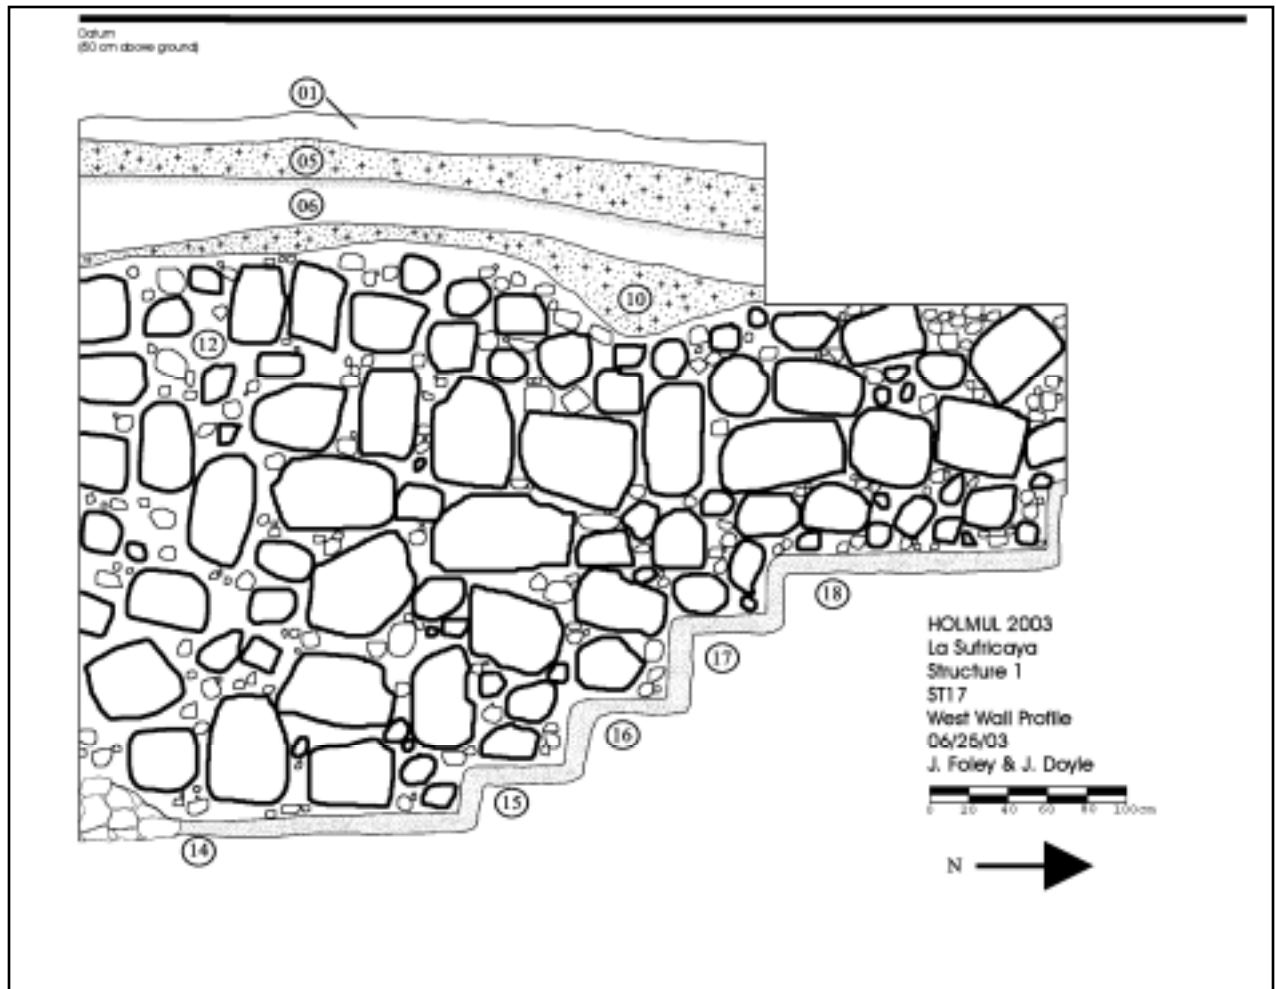 Datum
(50 cm above ground)
01
05
06
10
12
18
17
16
15
14
HOLMUL 2003
La Sufricaya
Structure 1
ST17
West Wall Profile
06/25/03
J. Foley & J. Doyle
0 20 40 60 80 100cm
N